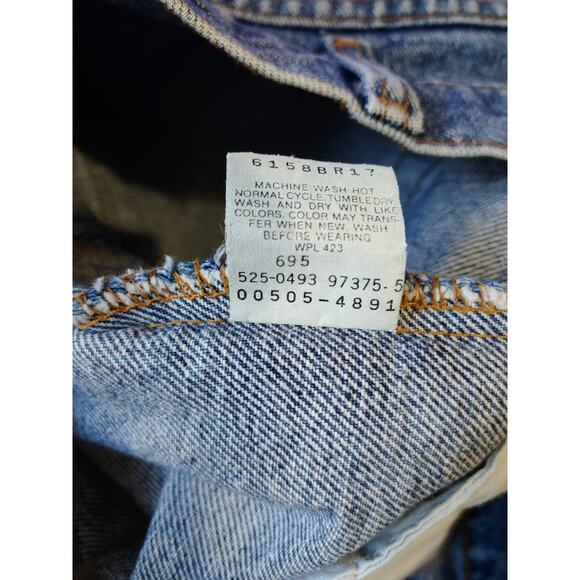 6158BR17
MACHINE WASH HOT
NORMAL CYCLE. TUMBLE DRY
WASH AND DRY WITH LIKE
COLORS. COLOR MAY TRANS-
FER WHEN NEW. WASH
BEFORE WEARING
WPL 423
695
525-0493 97375.5
00505-4891